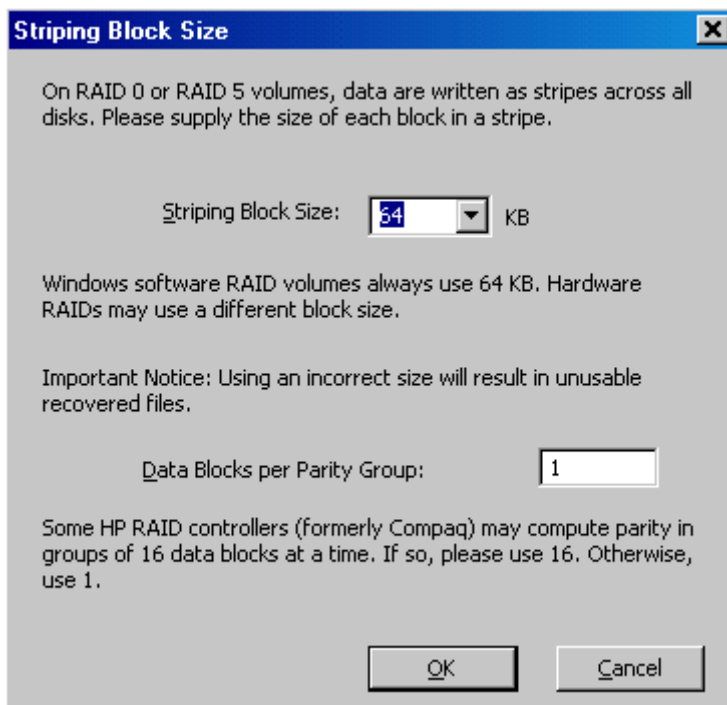 Striping Block Size
On RAID 0 or RAID 5 volumes, data are written as stripes across all
disks. Please supply the size of each block in a stripe.
Striping Block Size: 64 KB
Windows software RAID volumes always use 64 KB. Hardware
RAIDs may use a different block size.
Important Notice: Using an incorrect size will result in unusable
recovered files.
Data Blocks per Parity Group: 1
Some HP RAID controllers (formerly Compaq) may compute parity in
groups of 16 data blocks at a time. If so, please use 16. Otherwise,
use 1.
OK Cancel